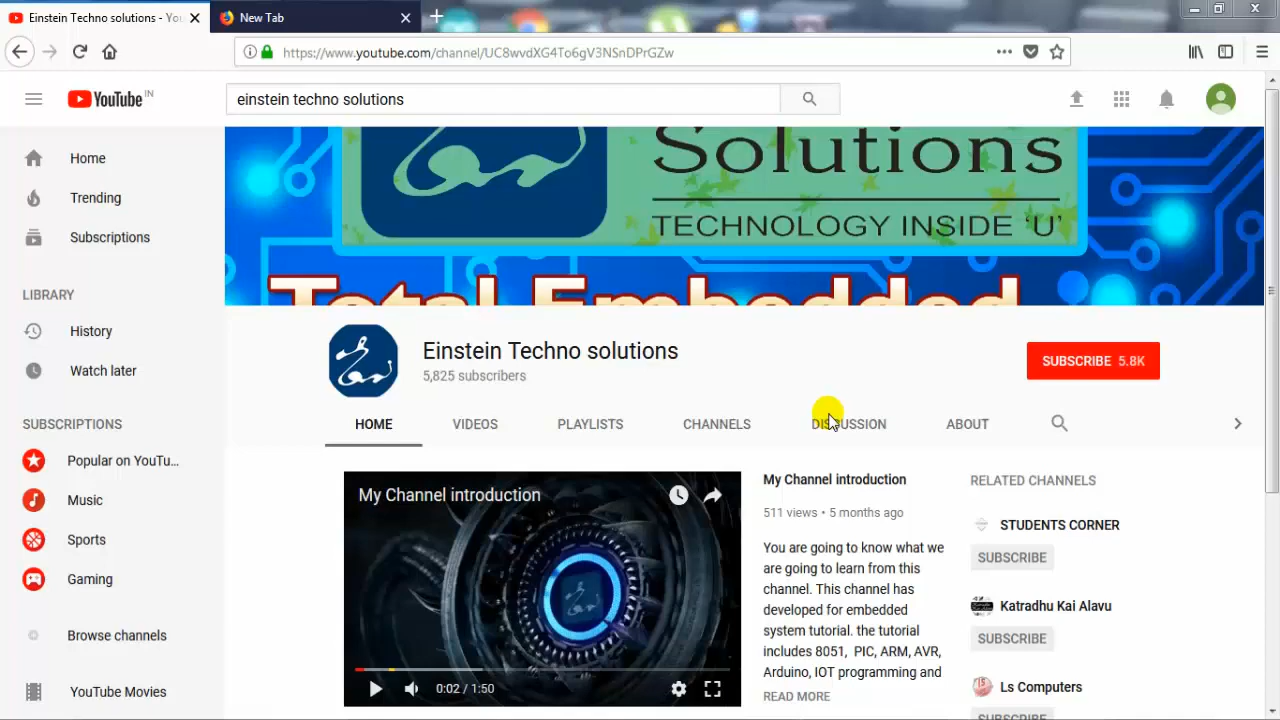 Einstein Techno solutions - You
New Tab
https://www.youtube.com/channel/UC8wvdXG4To6gV3NSnDPrGZw
YouTube IN
einstein techno solutions
Home
Trending
Subscriptions
LIBRARY
History
Watch later
SUBSCRIPTIONS
Popular on YouTu...
Music
Sports
Gaming
Browse channels
YouTube Movies
Solutions
TECHNOLOGY INSIDE 'U'
Total Embedded
Einstein Techno solutions
5,825 subscribers
SUBSCRIBE 5.8K
HOME
VIDEOS
PLAYLISTS
CHANNELS
DISCUSSION
ABOUT
My Channel introduction
0:02 / 1:50
My Channel introduction
511 views • 5 months ago
You are going to know what we
are going to learn from this
channel. This channel has
developed for embedded
system tutorial. the tutorial
includes 8051, PIC, ARM, AVR,
Arduino, IOT programming and
READ MORE
RELATED CHANNELS
STUDENTS CORNER
SUBSCRIBE
Katradhu Kai Alavu
SUBSCRIBE
Ls Computers
SUBSCRIBE